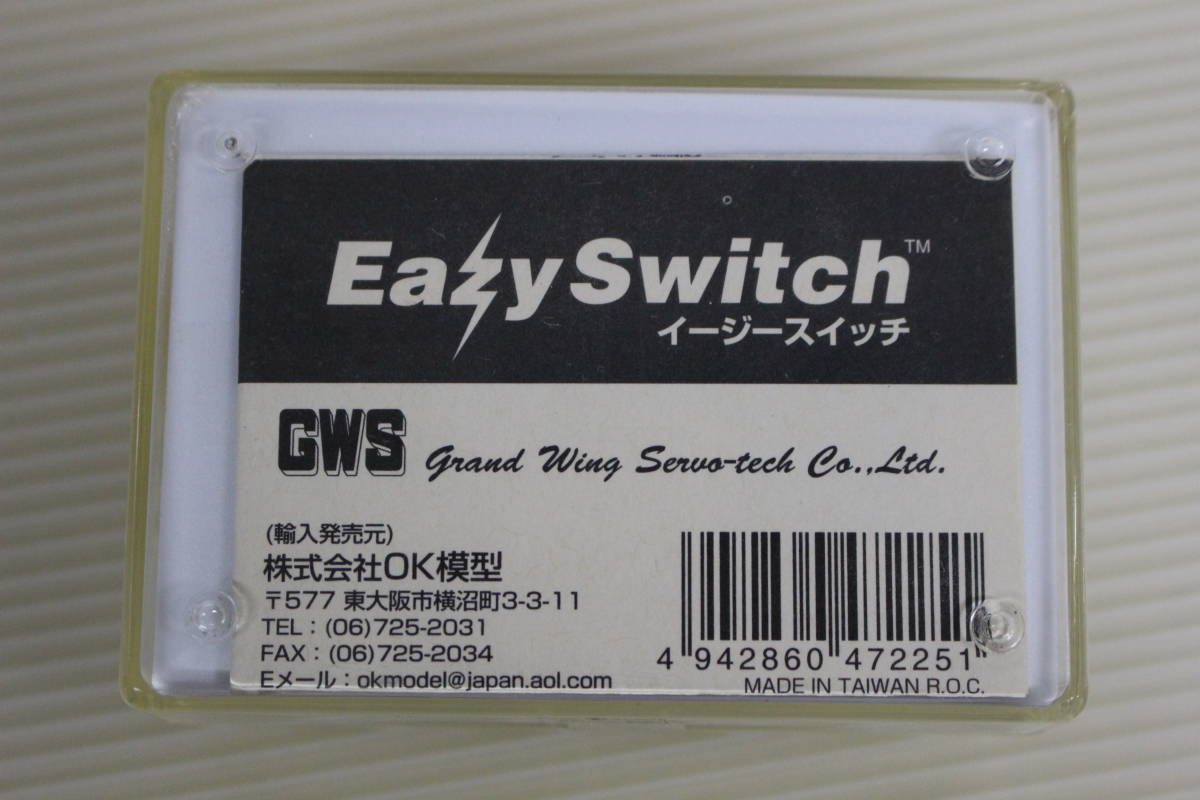 Eazy Switch™
イージースイッチ
GWS Grand Wing Servo-tech Co.,Ltd.
(輸入発売元)
株式会社OK模型
〒577 東大阪市横沼町3-3-11
TEL：(06)725-2031
FAX：(06)725-2034
Eメール：okmodel@japan.aol.com
4 942860 472251
MADE IN TAIWAN R.O.C.